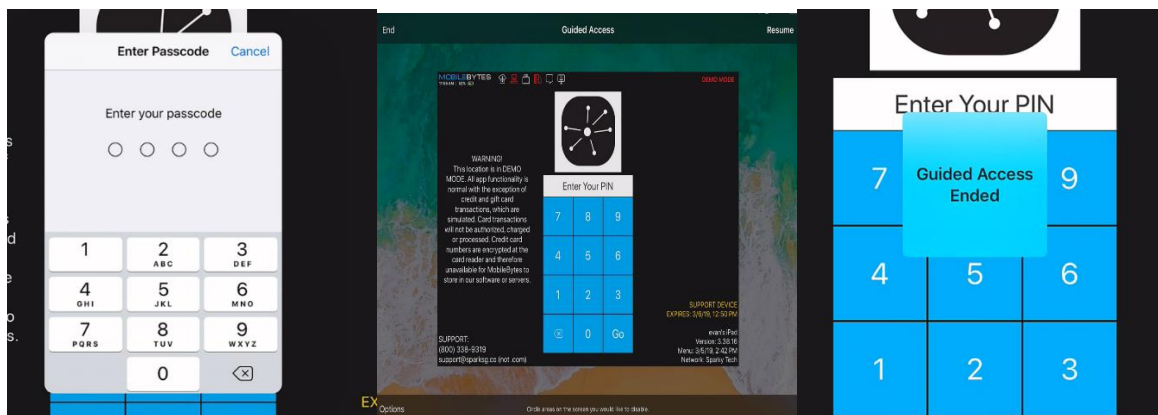 Enter Passcode
Cancel
Enter your passcode
1
2
ABC
3
DEF
4
GHI
5
JKL
6
MNO
7
PQRS
8
TUV
9
WXYZ
0
s
s
d
e
o
s.
EX
End
Guided Access
Resume
MOBILEBYTES
DEMO MODE
WARNING!
This location is in DEMO
MODE. All app functionality is
normal with the exception of
credit and gift card
transactions, which are
simulated. Card transactions
will not be authorized, charged
or processed. Credit card
numbers are encrypted at the
card reader and therefore
unavailable for MobileBytes to
store in our software or servers.
Enter Your PIN
7 8 9
4 5 6
1 2 3
0 Go
SUPPORT:
(800) 338-9319
support@sparksg.co (not .com)
SUPPORT DEVICE
EXPIRES: 3/6/19, 12:50 PM
evan's iPad
Version: 3.38.16
Menu: 3/5/19, 2:42 PM
Network: Sparky Tech
Options
Circle areas on the screen you would like to disable.
Enter Your PIN
7 9
Guided Access
Ended
4 5 6
1 2 3